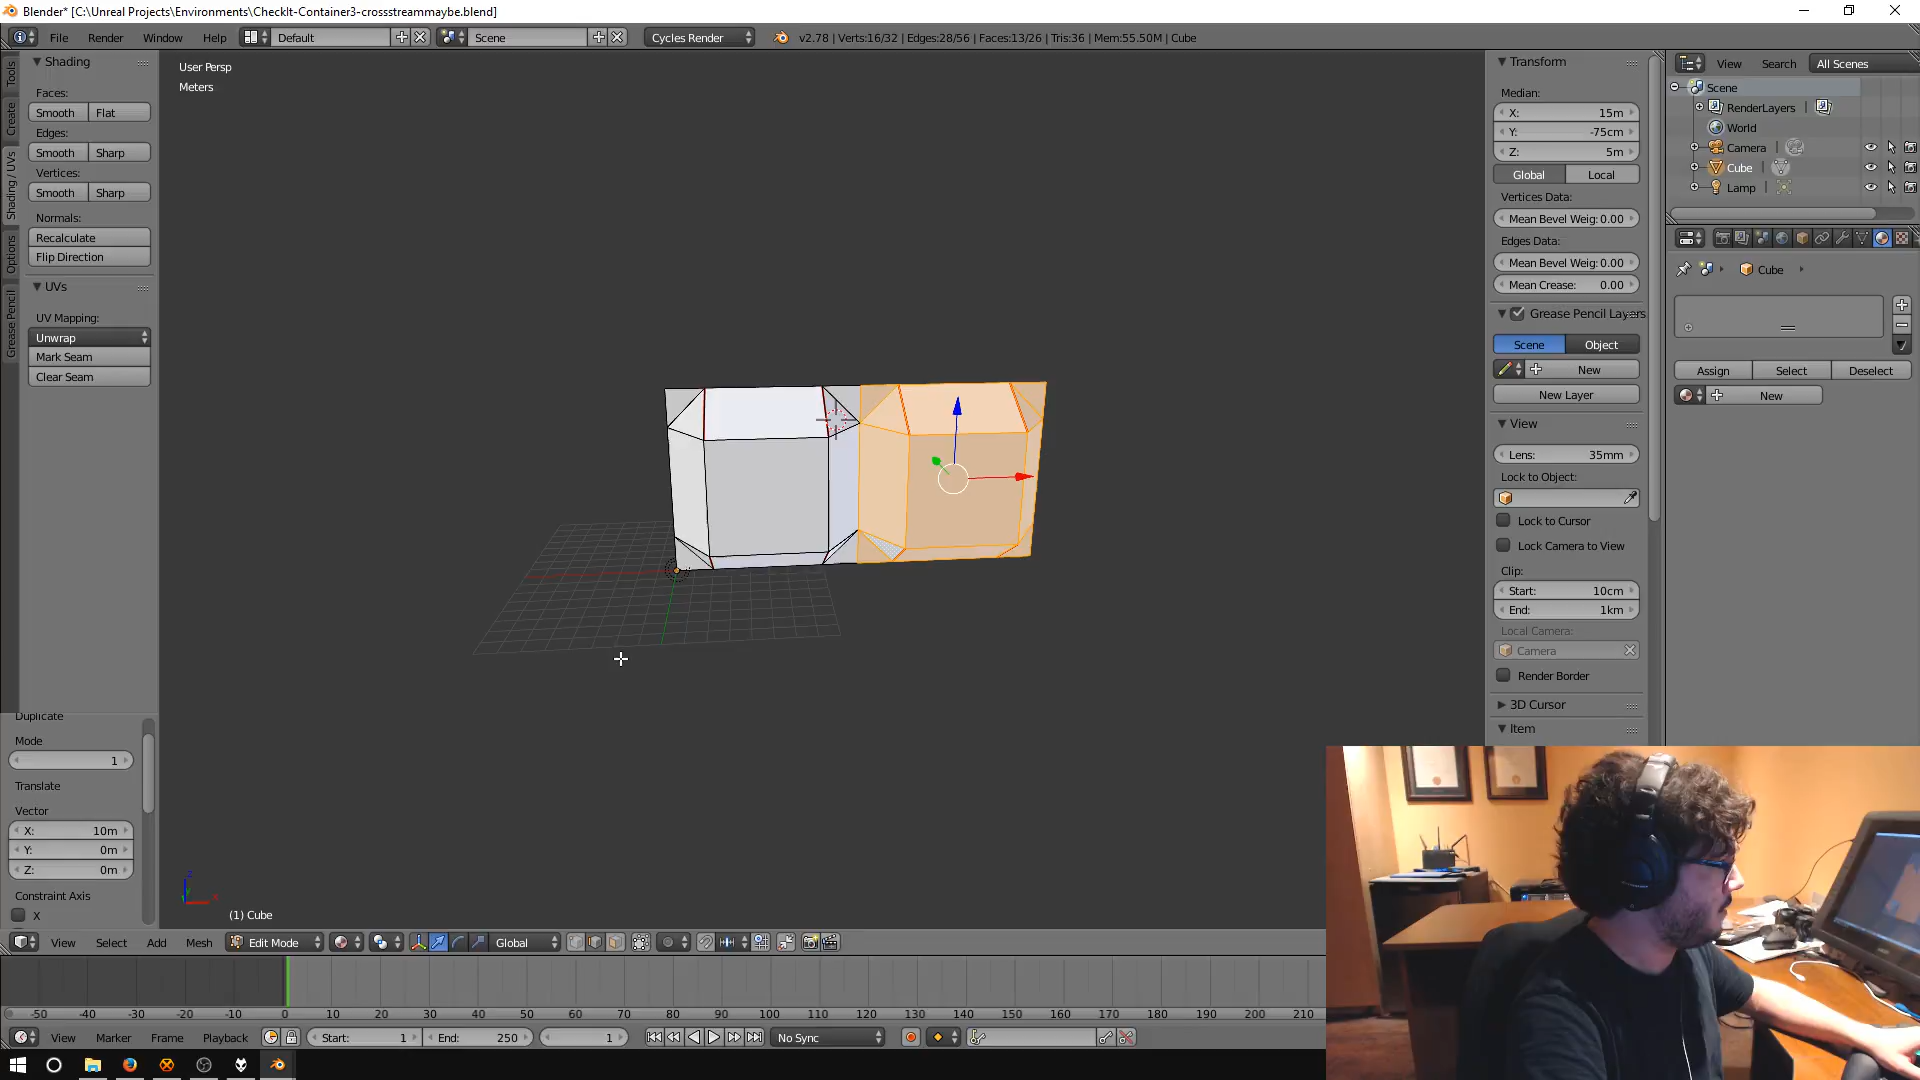 Blender* [C:\Unreal Projects\Environments\CheckIt-Container3-crossstreammaybe.blend]
File Render Window Help Default Scene Cycles Render v2.78 | Verts:16/32 | Edges:28/56 | Faces:13/26 | Tris:36 | Mem:55.50M | Cube
Tools
Create
Shading / UVs
Options
Grease Pencil
Shading
Faces:
Smooth Flat
Edges:
Smooth Sharp
Vertices:
Smooth Sharp
Normals:
Recalculate
Flip Direction
UVs
UV Mapping:
Unwrap
Mark Seam
Clear Seam
Duplicate
Mode
1
Translate
Vector
X: 10m
Y: 0m
Z: 0m
Constraint Axis
X
User Persp
Meters
(1) Cube
Transform
Median:
X: 15m
Y: -75cm
Z: 5m
Global Local
Vertices Data:
Mean Bevel Weig: 0.00
Edges Data:
Mean Bevel Weig: 0.00
Mean Crease: 0.00
Grease Pencil Layers
Scene Object
New
New Layer
View
Lens: 35mm
Lock to Object:
Lock to Cursor
Lock Camera to View
Clip:
Start: 10cm
End: 1km
Local Camera:
Camera
Render Border
3D Cursor
Item
View Search All Scenes
Scene
RenderLayers
World
Camera
Cube
Lamp
Cube
Assign Select Deselect
New
View Select Add Mesh Edit Mode Global
-50 -40 -30 -20 -10 0 10 20 30 40 50 60 70 80 90 100 110 120 130 140 150 160 170 180 190 200 210
View Marker Frame Playback Start: 1 End: 250 1 No Sync